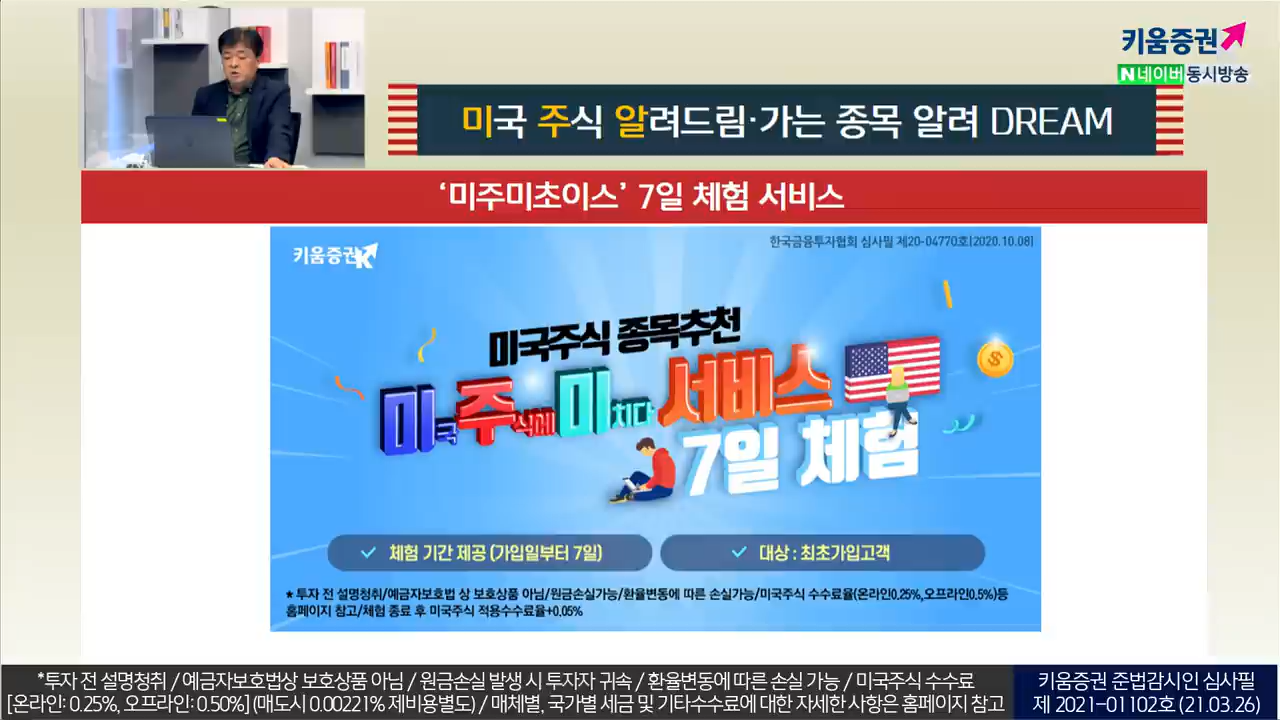 키움증권
N네이버 동시방송
미국 주식 알려드림·가는 종목 알려 DREAM
‘미주미초이스’ 7일 체험 서비스
키움증권
한국금융투자협회 심사필 제20-04770호(2020.10.08)
미국주식 종목추천
미국주식에미치다 서비스
7일 체험
체험 기간 제공 (가입일부터 7일)
대상 : 최초가입고객
★ 투자 전 설명청취/예금자보호법 상 보호상품 아님/원금손실가능/환율변동에 따른 손실가능/미국주식 수수료율(온라인0.25%,오프라인0.5%)등
홈페이지 참고/체험 종료 후 미국주식 적용수수료율+0.05%
*투자 전 설명청취 / 예금자보호법상 보호상품 아님 / 원금손실 발생 시 투자자 귀속 / 환율변동에 따른 손실 가능 / 미국주식 수수료
[온라인: 0.25%, 오프라인: 0.50%] (매도시 0.00221% 제비용별도) / 매체별, 국가별 세금 및 기타수수료에 대한 자세한 사항은 홈페이지 참고
키움증권 준법감시인 심사필
제 2021-01102호 (21.03.26)